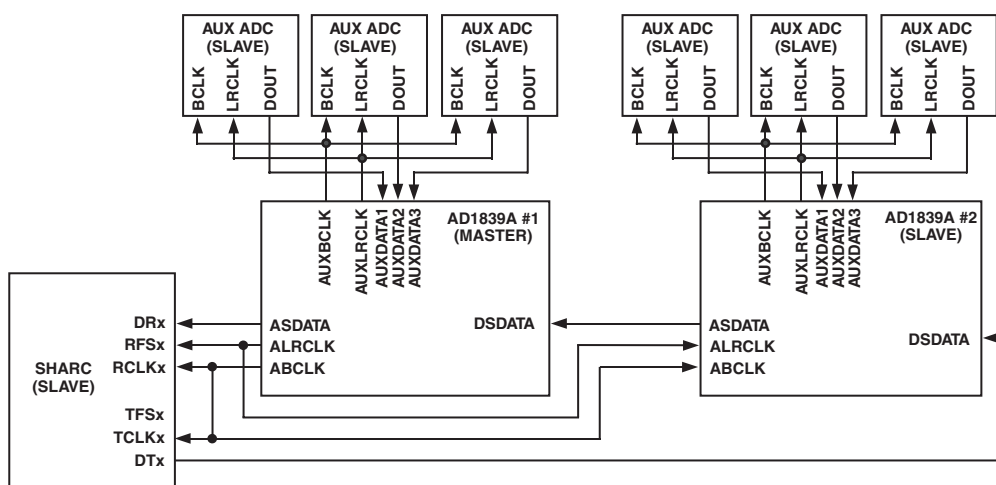 AUX ADC
(SLAVE)
BCLK
LRCLK
DOUT
AUX ADC
(SLAVE)
BCLK
LRCLK
DOUT
AUX ADC
(SLAVE)
BCLK
LRCLK
DOUT
AUX ADC
(SLAVE)
BCLK
LRCLK
DOUT
AUX ADC
(SLAVE)
BCLK
LRCLK
DOUT
AUX ADC
(SLAVE)
BCLK
LRCLK
DOUT
AD1839A #1
(MASTER)
AUXBCLK
AUXLRCLK
AUXDATA1
AUXDATA2
AUXDATA3
ASDATA
ALRCLK
ABCLK
DSDATA
AD1839A #2
(SLAVE)
AUXBCLK
AUXLRCLK
AUXDATA1
AUXDATA2
AUXDATA3
ASDATA
ALRCLK
ABCLK
DSDATA
SHARC
(SLAVE)
DRx
RFSx
RCLKx
TFSx
TCLKx
DTx